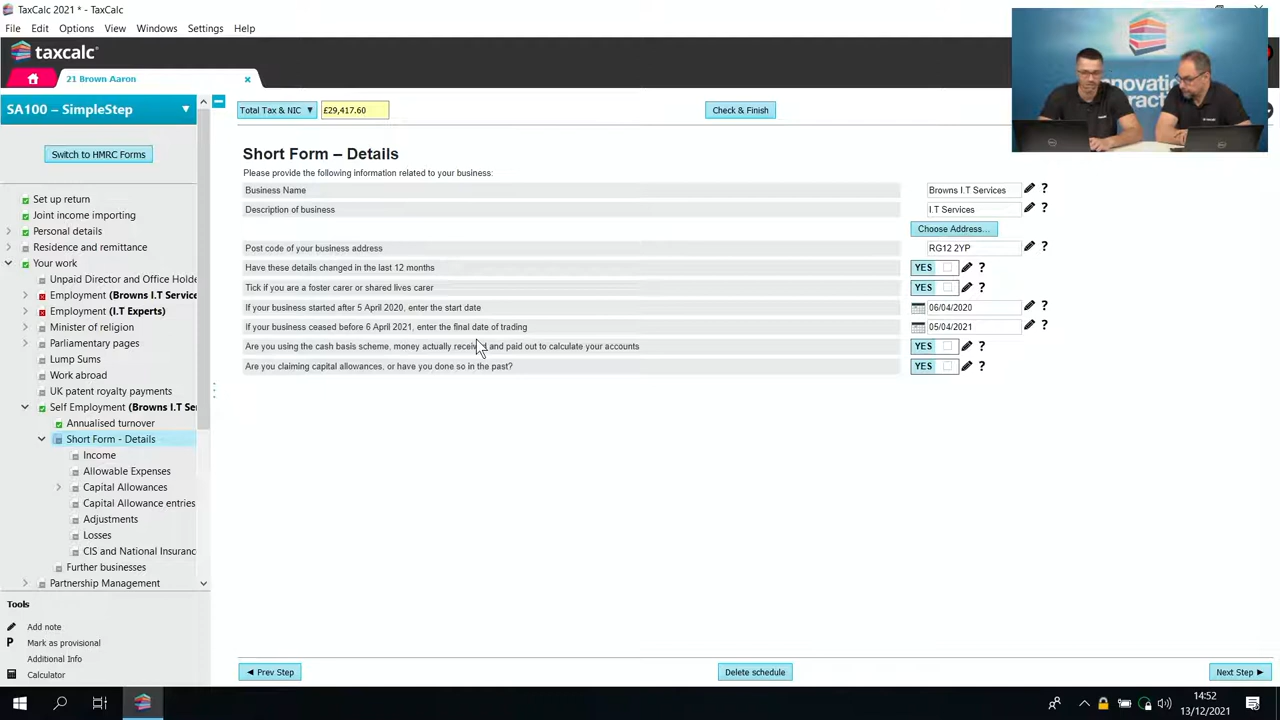 TaxCalc 2021 * - TaxCalc
File Edit Options View Windows Settings Help
taxcalc
21 Brown Aaron
SA100 – SimpleStep
Total Tax & NIC
£29,417.60
Check & Finish
Switch to HMRC Forms
Short Form – Details
Please provide the following information related to your business:
Business Name
Browns I.T Services
?
Description of business
I.T Services
?
Choose Address...
Post code of your business address
RG12 2YP
?
Have these details changed in the last 12 months
YES
?
Tick if you are a foster carer or shared lives carer
YES
?
If your business started after 5 April 2020, enter the start date
06/04/2020
?
If your business ceased before 6 April 2021, enter the final date of trading
05/04/2021
?
Are you using the cash basis scheme, money actually and paid out to calculate your accounts
YES
?
Are you claiming capital allowances, or have you done so in the past?
YES
?
Set up return
Joint income importing
Personal details
Residence and remittance
Your work
Unpaid Director and Office Holde
Employment (Browns I.T Service
Employment (I.T Experts)
Minister of religion
Parliamentary pages
Lump Sums
Work abroad
UK patent royalty payments
Self Employment (Browns I.T Se
Annualised turnover
Short Form - Details
Income
Allowable Expenses
Capital Allowances
Capital Allowance entries
Adjustments
Losses
CIS and National Insuranc
Further businesses
Partnership Management
Tools
Add note
P Mark as provisional
Additional Info
Calculator
Prev Step
Delete schedule
Next Step
14:52
13/12/2021